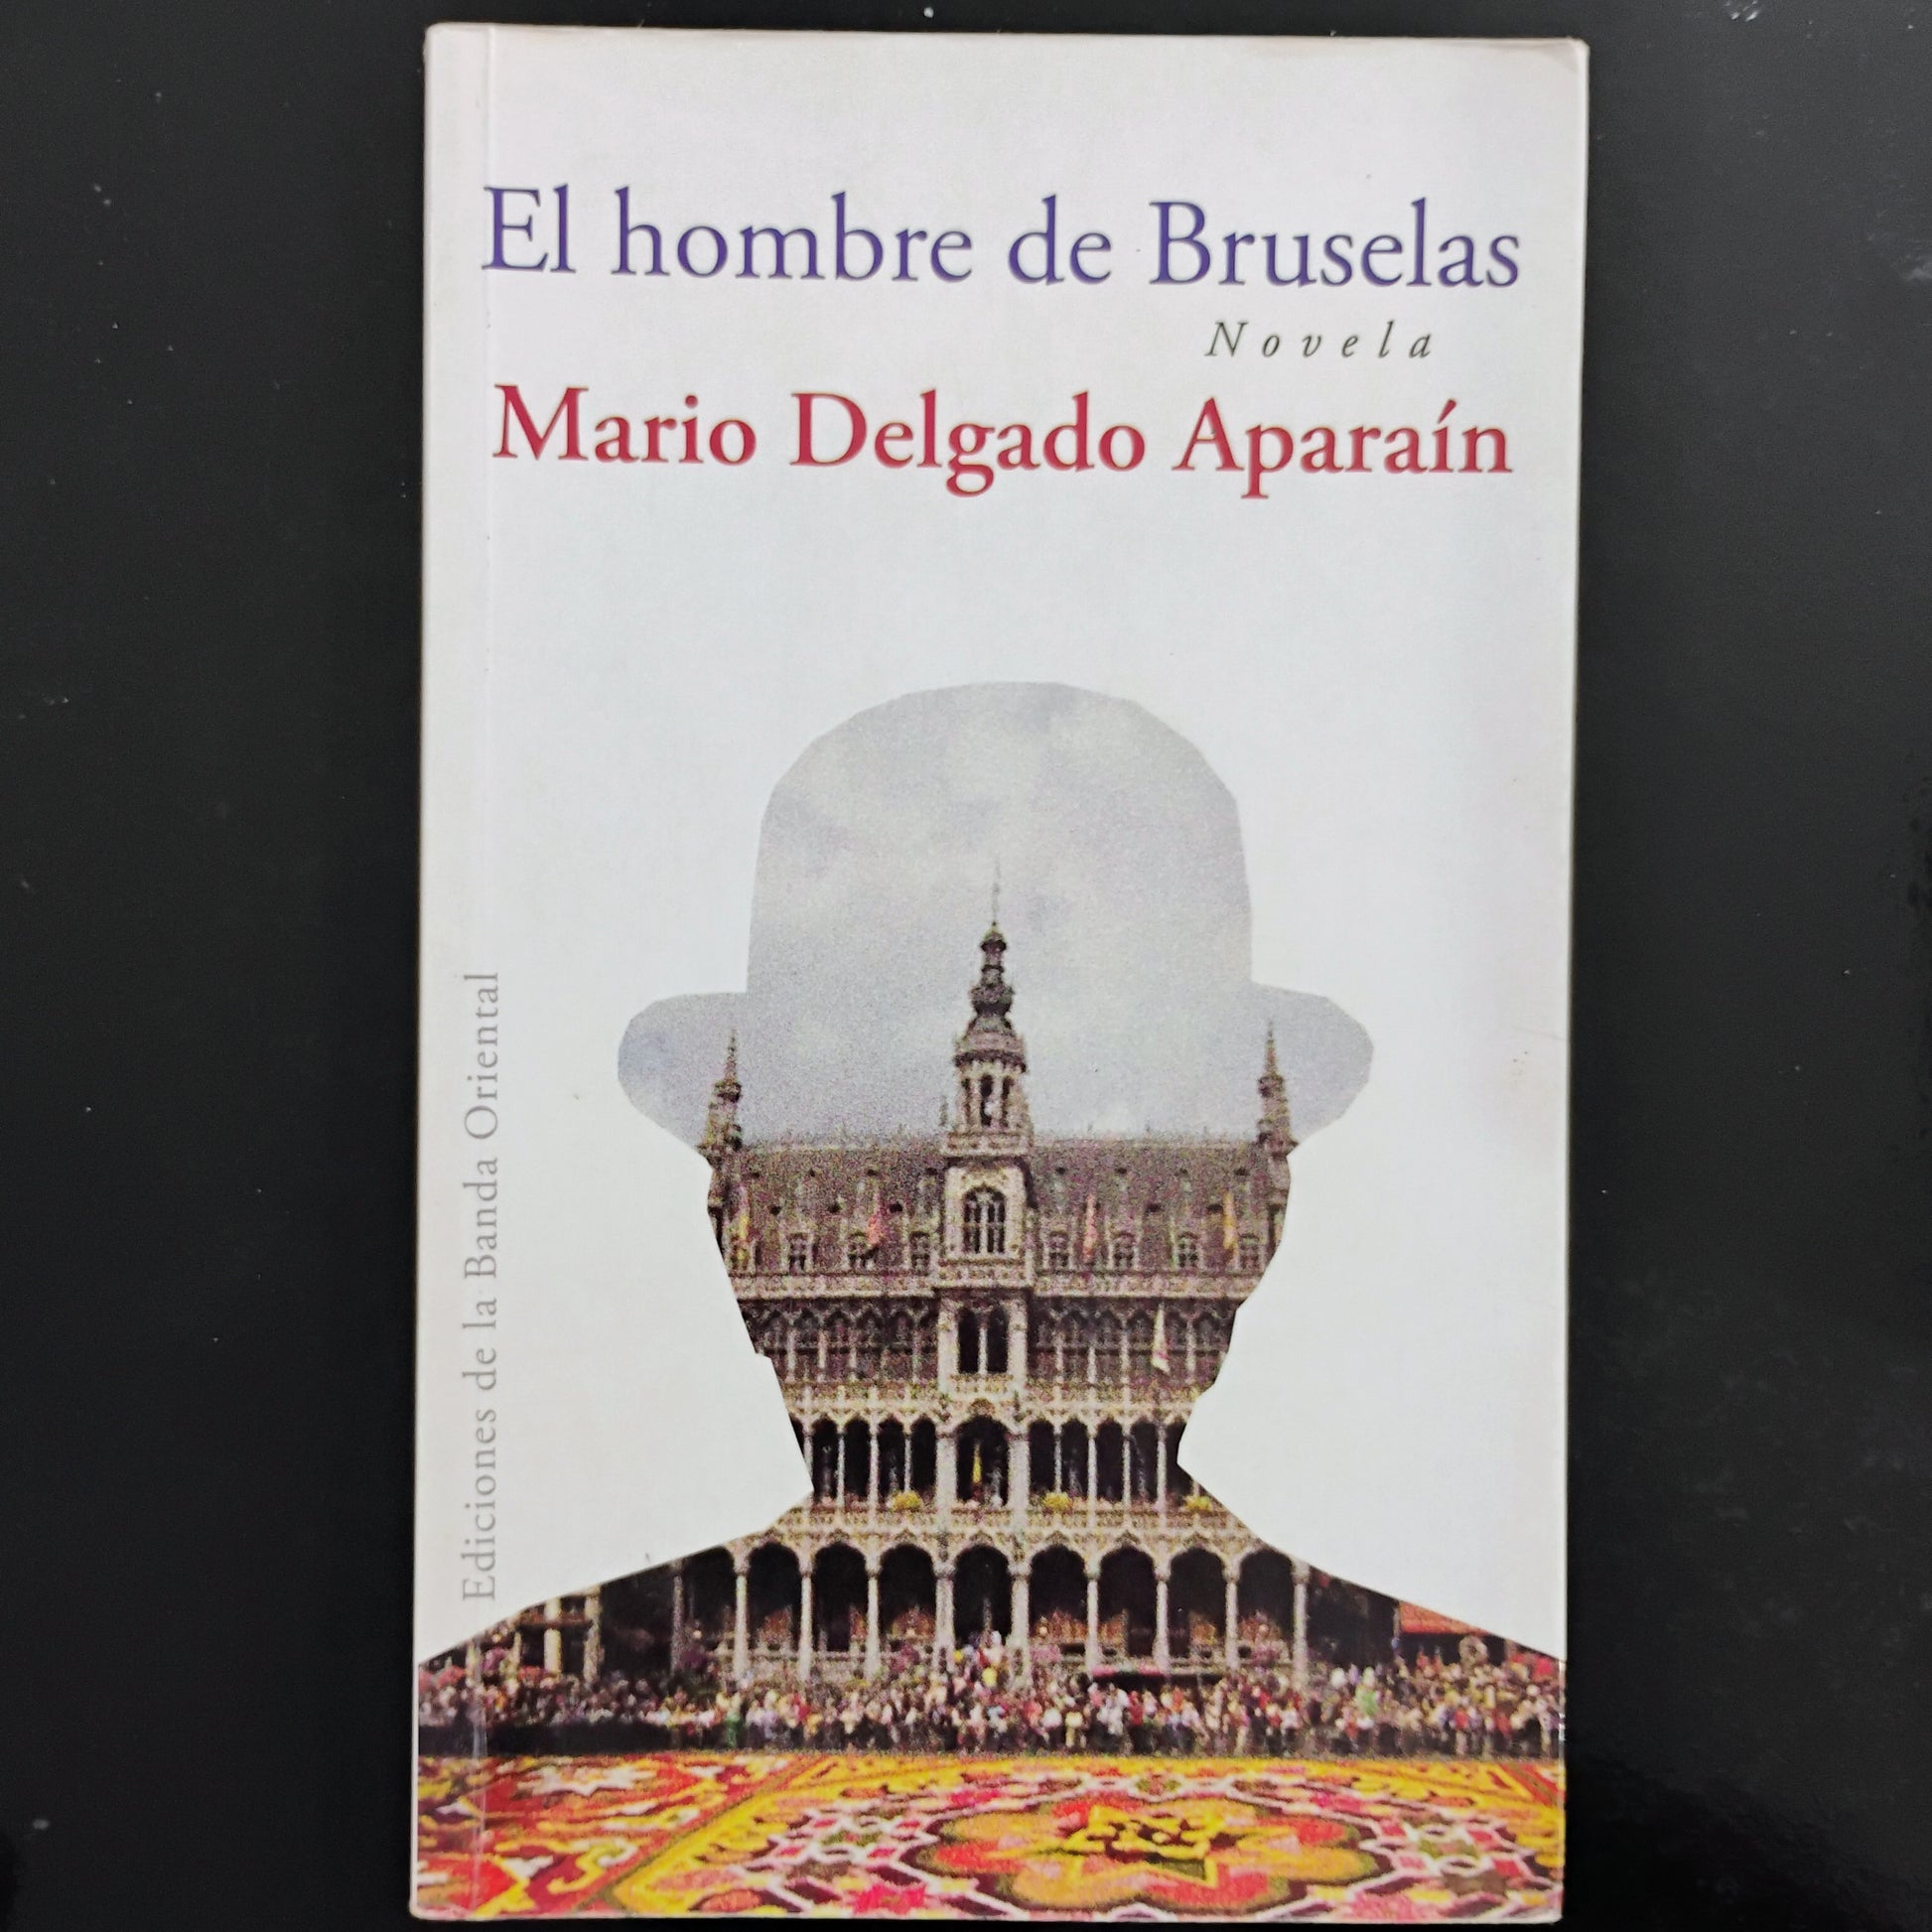 El hombre de Bruselas
Novela
Mario Delgado Aparaín
Ediciones de la Banda Oriental